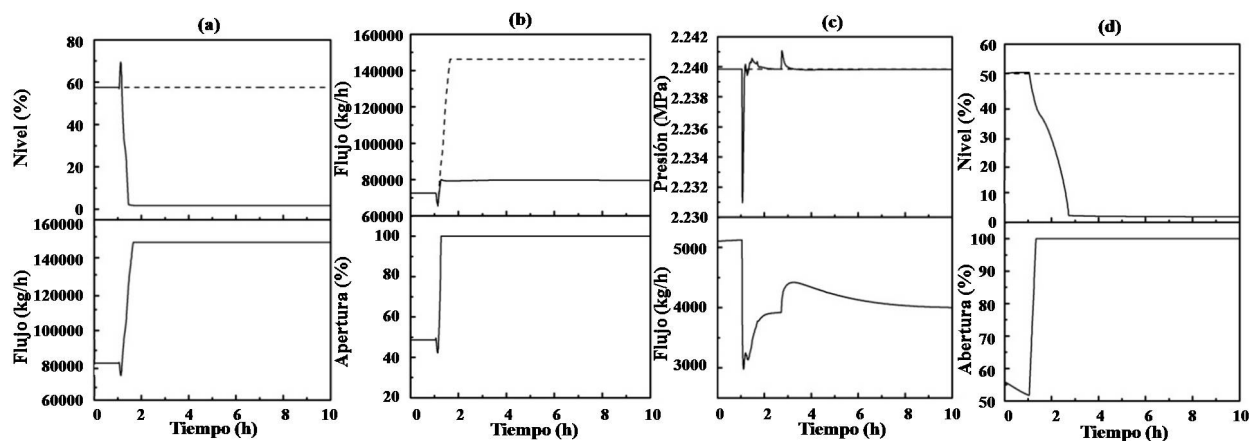 (a)
80
60
40
20
0
Nivel (%)
150000
140000
120000
100000
80000
60000
Flujo (kg/h)
0 2 4 6 8 10
Tiempo (h)
(b)
160000
140000
120000
100000
80000
60000
Flujo (kg/h)
100
80
60
40
20
Apertura (%)
0 2 4 6 8 10
Tiempo (h)
(c)
2.242
2.240
2.236
2.234
2.232
2.231
2.230
Presión (MPa)
5000
4000
3000
Flujo (kg/h)
0 2 4 6 8 10
Tiempo (h)
(d)
60
50
40
30
20
10
0
Nivel (%)
100
90
80
70
60
50
Abertura (%)
0 2 4 6 8 10
Tiempo (h)